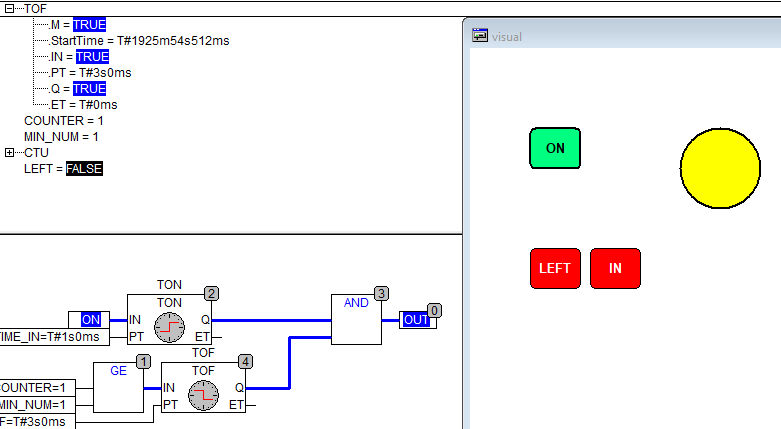 TOF
.M = TRUE
.StartTime = T#1925m54s512ms
.IN = TRUE
.PT = T#3s0ms
.Q = TRUE
.ET = T#0ms
COUNTER = 1
MIN_NUM = 1
CTU
LEFT = FALSE
visual
ON
LEFT IN
TON
TON 2
ON IN Q
TIME_IN=T#1s0ms PT ET
AND 3
OUT 0
TOF
GE 1
TOF 4
COUNTER=1 IN Q
MIN_NUM=1 PT ET
F=T#3s0ms